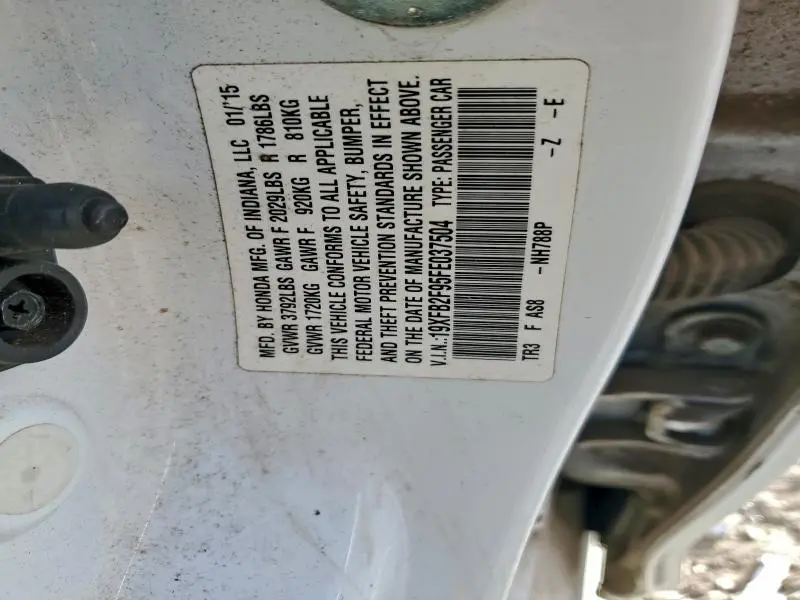 MFD. BY HONDA MFG. OF INDIANA, LLC 01/'15
GVWR 3792LBS GAWR F 2029LBS R 1786LBS
GVWR 1720KG GAWR F 920KG R 810KG
THIS VEHICLE CONFORMS TO ALL APPLICABLE
FEDERAL MOTOR VEHICLE SAFETY, BUMPER,
AND THEFT PREVENTION STANDARDS IN EFFECT
ON THE DATE OF MANUFACTURE SHOWN ABOVE.
V.I.N.:19XFB2F95FE037504 TYPE: PASSENGER CAR
TR3 F AS8 -NH788P -Z -E